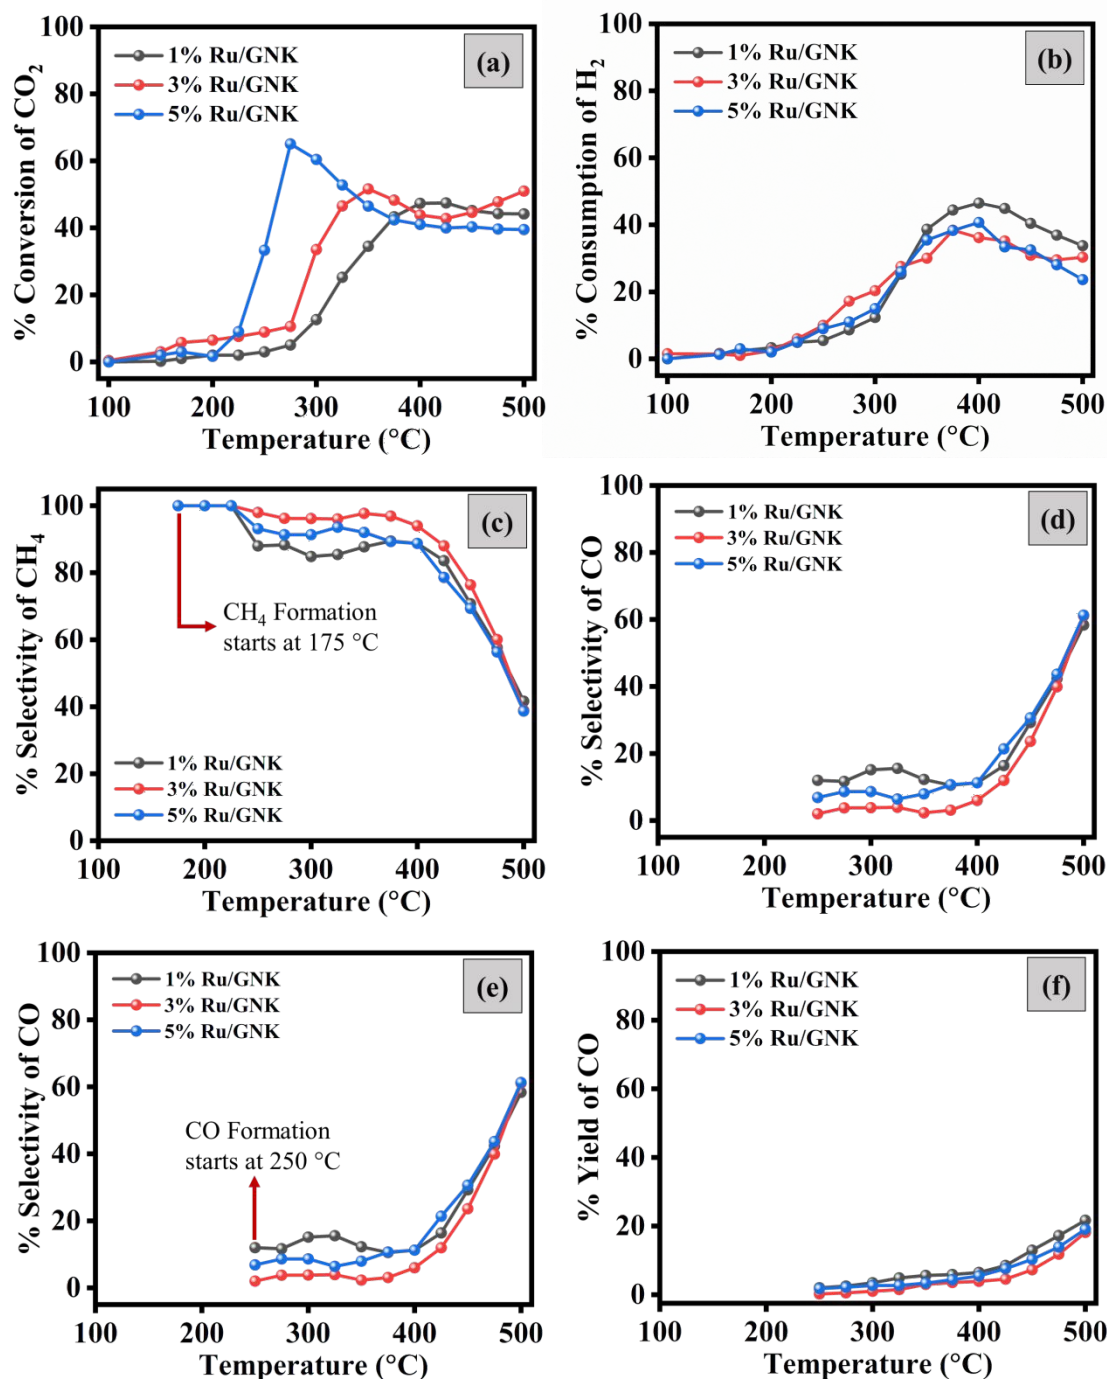 % Conversion of CO₂
100
80
60
40
20
0
1% Ru/GNK
3% Ru/GNK
5% Ru/GNK
(a)
100 200 300 400 500
Temperature (°C)
% Consumption of H₂
100
80
60
40
20
0
1% Ru/GNK
3% Ru/GNK
5% Ru/GNK
(b)
100 200 300 400 500
Temperature (°C)
% Selectivity of CH₄
100
80
60
40
20
0
(c)
CH₄ Formation
starts at 175 °C
1% Ru/GNK
3% Ru/GNK
5% Ru/GNK
100 200 300 400 500
Temperature (°C)
% Selectivity of CO
100
80
60
40
20
0
1% Ru/GNK
3% Ru/GNK
5% Ru/GNK
(d)
100 200 300 400 500
Temperature (°C)
% Selectivity of CO
100
80
60
40
20
0
1% Ru/GNK
3% Ru/GNK
5% Ru/GNK
(e)
CO Formation
starts at 250 °C
100 200 300 400 500
Temperature (°C)
% Yield of CO
100
80
60
40
20
0
1% Ru/GNK
3% Ru/GNK
5% Ru/GNK
(f)
100 200 300 400 500
Temperature (°C)